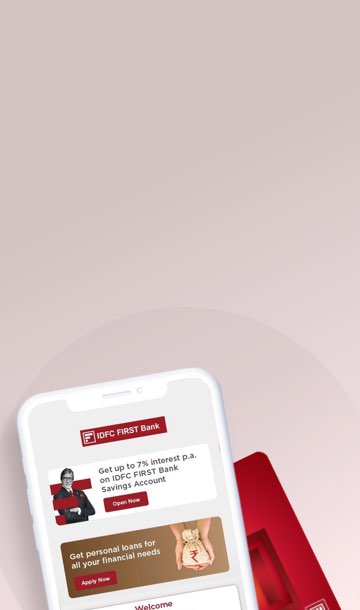 IDFC FIRST Bank
Get up to 7% interest p.a.
on IDFC FIRST Bank
Savings Account
Open Now
Get personal loans for
all your financial needs
Apply Now
Welcome